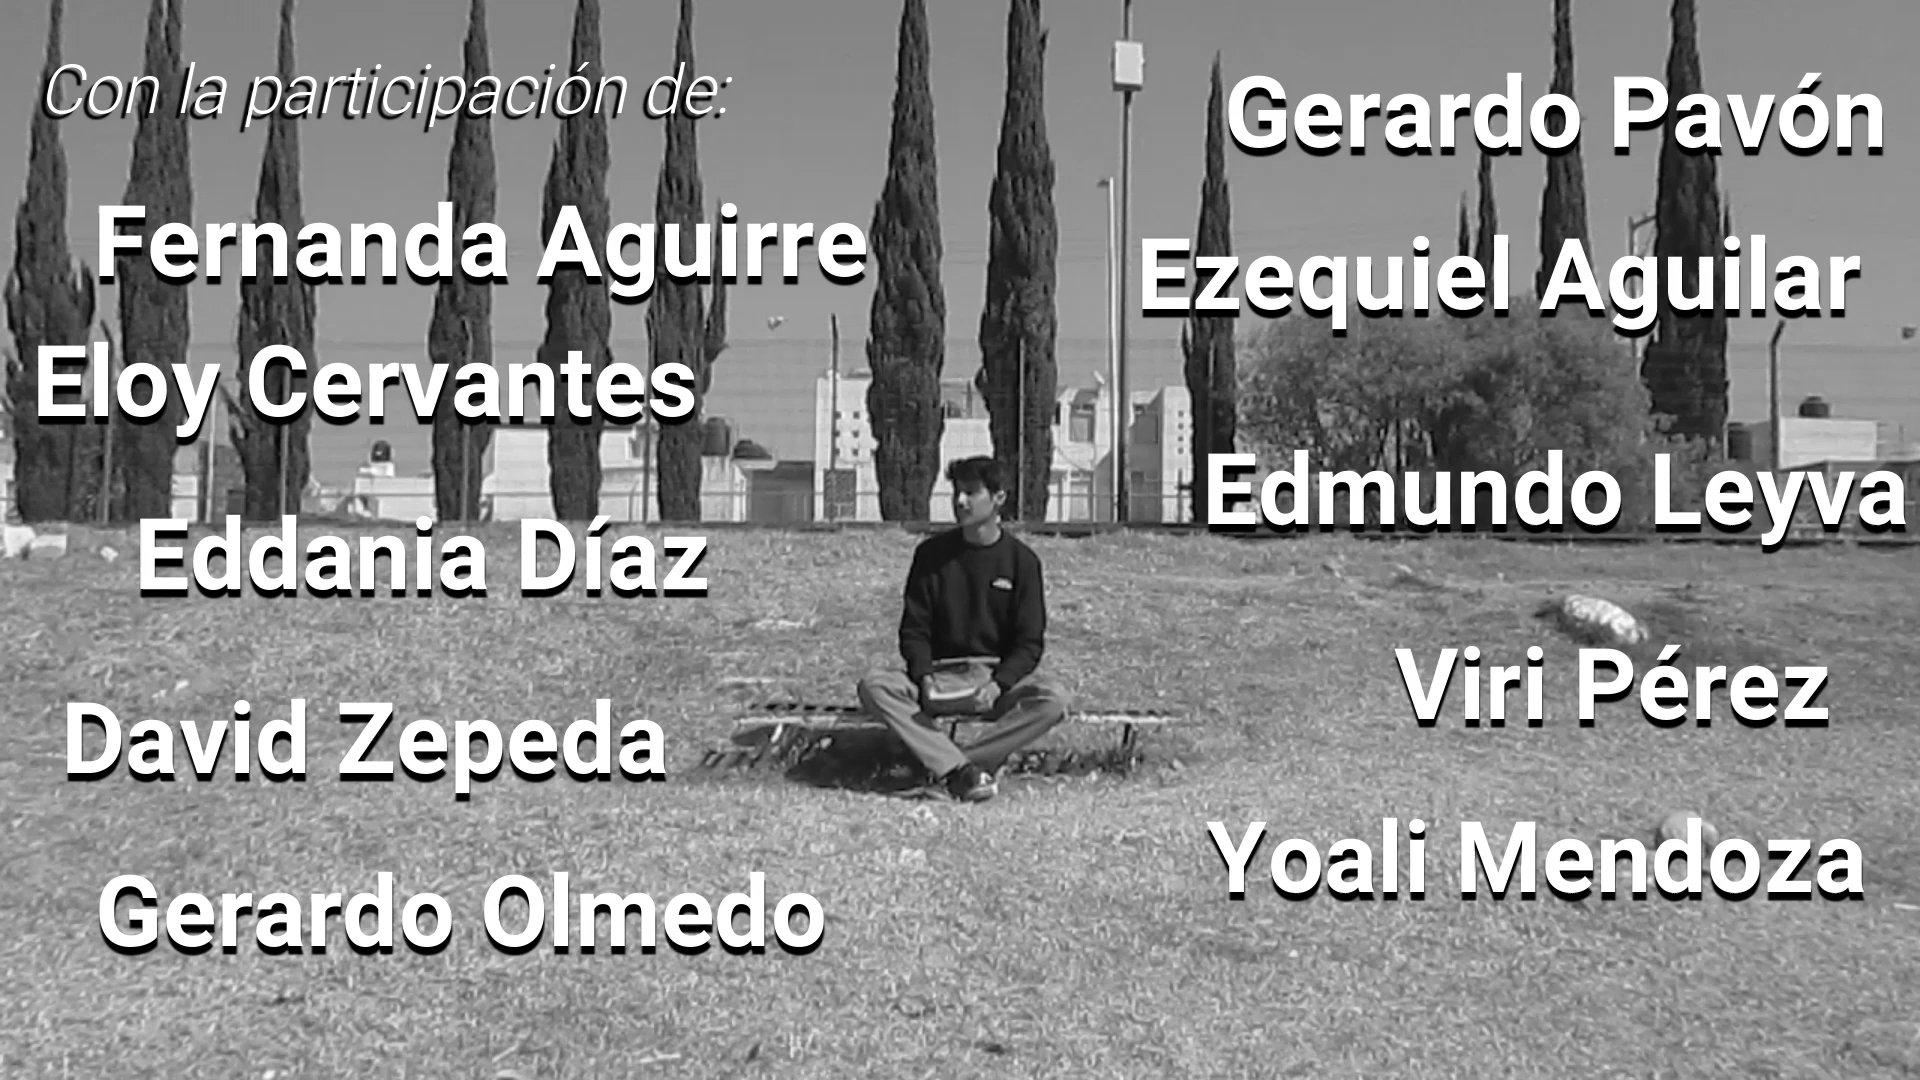 Con la participación de:
Fernanda Aguirre
Eloy Cervantes
Eddania Díaz
David Zepeda
Gerardo Olmedo
Gerardo Pavón
Ezequiel Aguilar
Edmundo Leyva
Viri Pérez
Yoali Mendoza